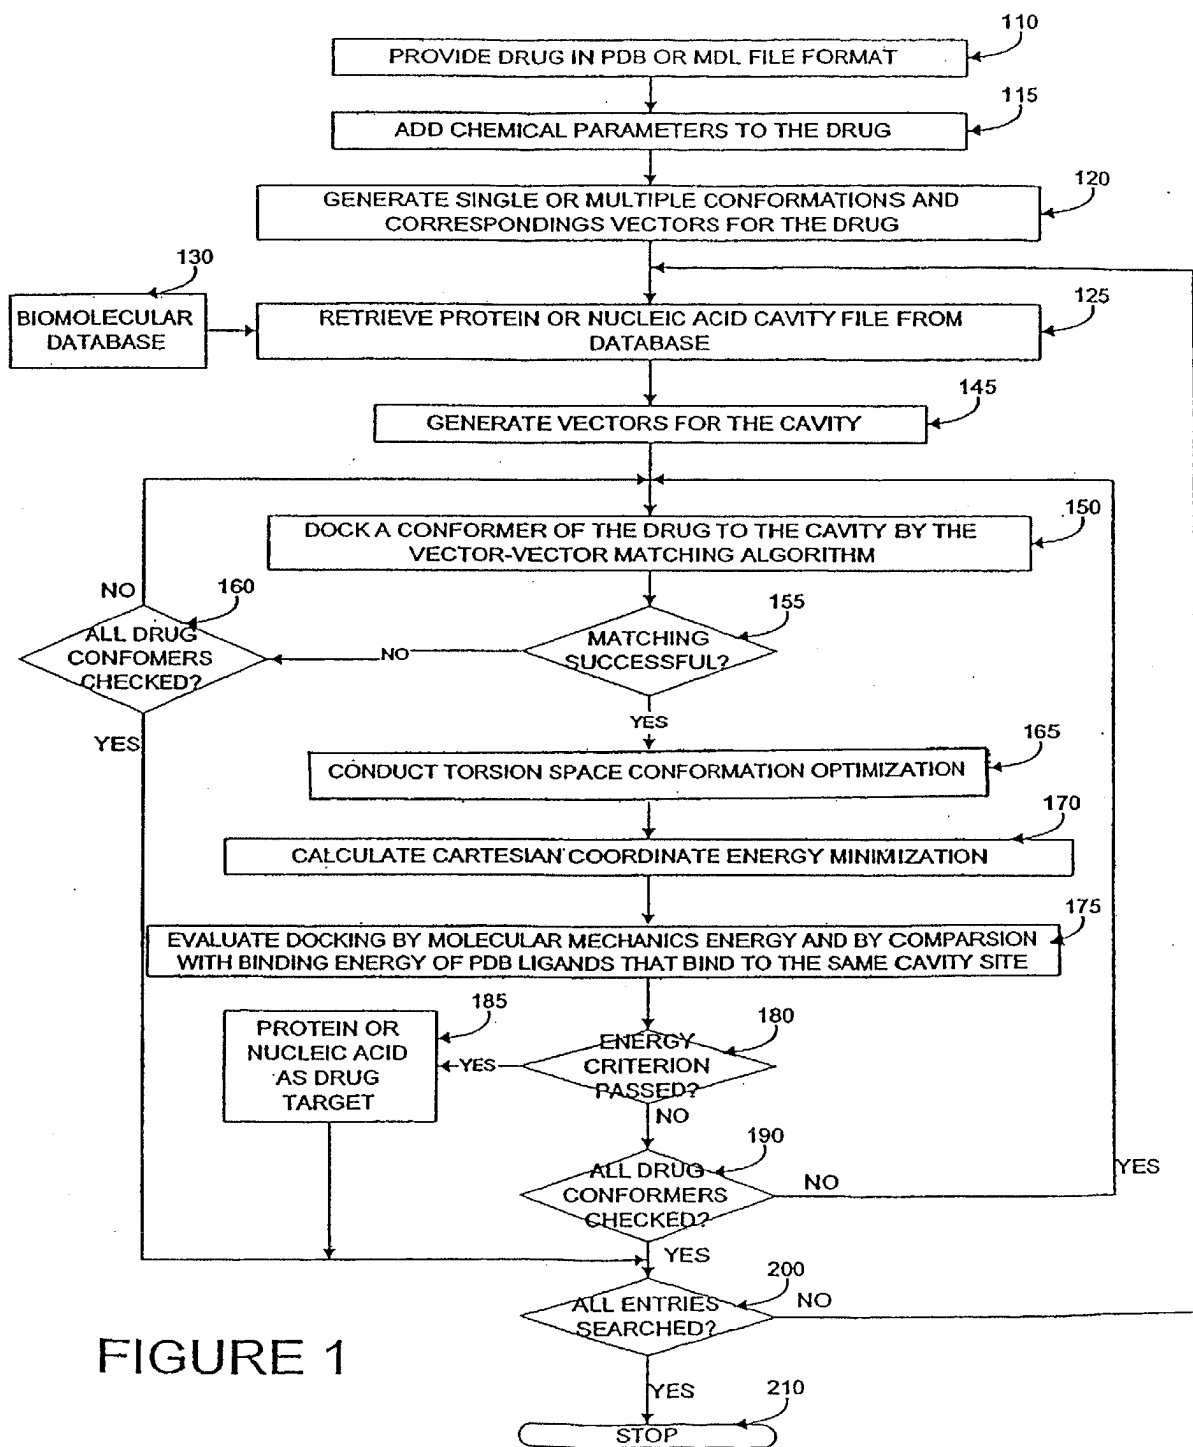 110
PROVIDE DRUG IN PDB OR MDL FILE FORMAT
115
ADD CHEMICAL PARAMETERS TO THE DRUG
120
GENERATE SINGLE OR MULTIPLE CONFORMATIONS AND
CORRESPONDINGS VECTORS FOR THE DRUG
130
BIOMOLECULAR
DATABASE
125
RETRIEVE PROTEIN OR NUCLEIC ACID CAVITY FILE FROM
DATABASE
145
GENERATE VECTORS FOR THE CAVITY
150
DOCK A CONFORMER OF THE DRUG TO THE CAVITY BY THE
VECTOR-VECTOR MATCHING ALGORITHM
NO
160
ALL DRUG
CONFOMERS
CHECKED?
NO
155
MATCHING
SUCCESSFUL?
YES
YES
165
CONDUCT TORSION SPACE CONFORMATION OPTIMIZATION
170
CALCULATE CARTESIAN COORDINATE ENERGY MINIMIZATION
175
EVALUATE DOCKING BY MOLECULAR MECHANICS ENERGY AND BY COMPARSION
WITH BINDING ENERGY OF PDB LIGANDS THAT BIND TO THE SAME CAVITY SITE
185
PROTEIN OR
NUCLEIC ACID
AS DRUG
TARGET
YES
180
ENERGY
CRITERION
PASSED?
NO
190
ALL DRUG
CONFORMERS
CHECKED?
NO
YES
YES
200
ALL ENTRIES
SEARCHED?
NO
YES
210
STOP
FIGURE 1